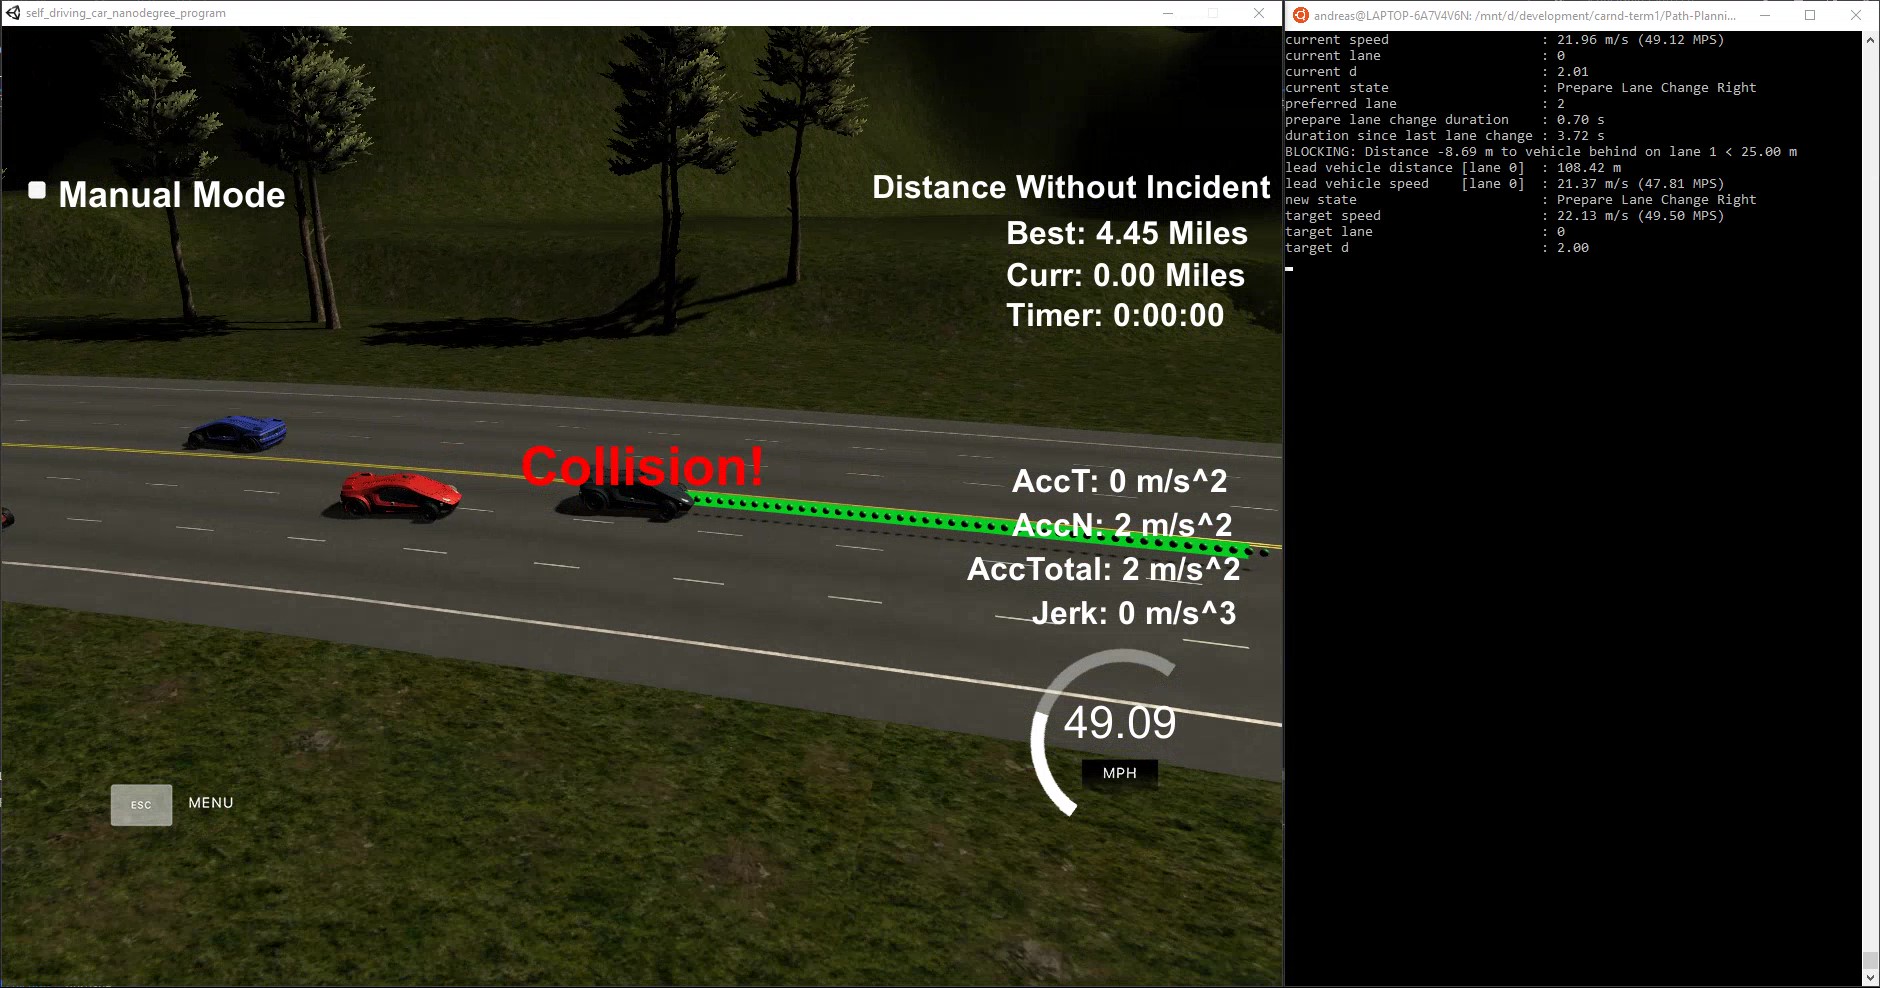 self_driving_car_nanodegree_program
Manual Mode
Distance Without Incident
Best: 4.45 Miles
Curr: 0.00 Miles
Timer: 0:00:00
Collision!
AccT: 0 m/s^2
AccN: 2 m/s^2
AccTotal: 2 m/s^2
Jerk: 0 m/s^3
49.09
MPH
ESC MENU
andreas@LAPTOP-6A7V4V6N: /mnt/d/development/carnd-term1/Path-Planni...
current speed : 21.96 m/s (49.12 MPS)
current lane : 0
current d : 2.01
current state : Prepare Lane Change Right
preferred lane : 2
prepare lane change duration : 0.70 s
duration since last lane change : 3.72 s
BLOCKING: Distance -8.69 m to vehicle behind on lane 1 < 25.00 m
lead vehicle distance [lane 0] : 108.42 m
lead vehicle speed [lane 0] : 21.37 m/s (47.81 MPS)
new state : Prepare Lane Change Right
target speed : 22.13 m/s (49.50 MPS)
target lane : 0
target d : 2.00